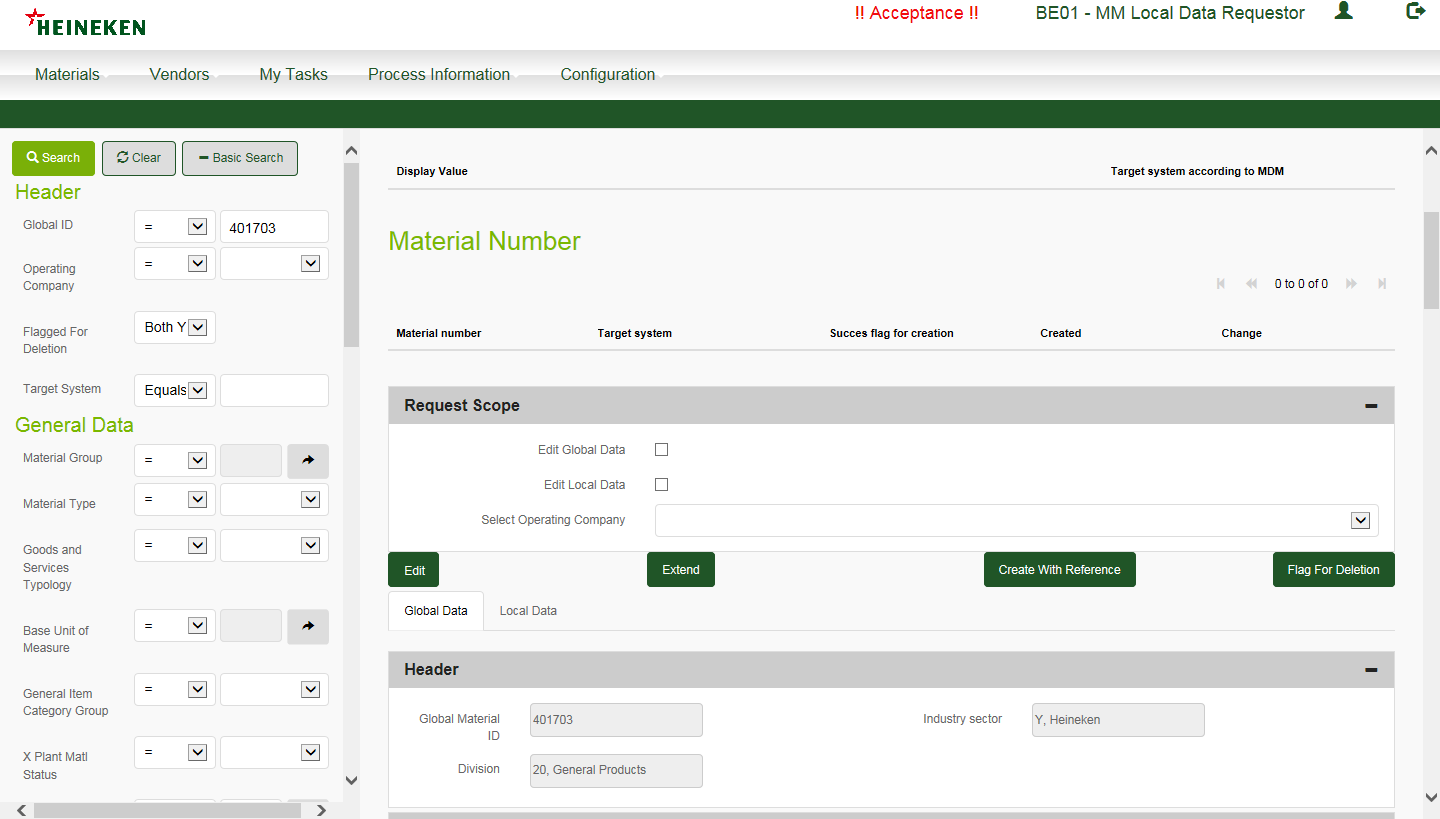 HEINEKEN
!! Acceptance !!
BE01 - MM Local Data Requestor
Materials
Vendors
My Tasks
Process Information
Configuration
Search
Clear
Basic Search
Header
Global ID
=
401703
Operating
Company
=
Flagged For
Deletion
Both Y
Target System
Equals
General Data
Material Group
=
Material Type
=
Goods and
Services
Typology
=
Base Unit of
Measure
=
General Item
Category Group
=
X Plant Matl
Status
=
Display Value
Target system according to MDM
Material Number
0 to 0 of 0
Material number
Target system
Succes flag for creation
Created
Change
Request Scope
Edit Global Data
Edit Local Data
Select Operating Company
Edit
Extend
Create With Reference
Flag For Deletion
Global Data
Local Data
Header
Global Material
ID
401703
Industry sector
Y, Heineken
Division
20, General Products